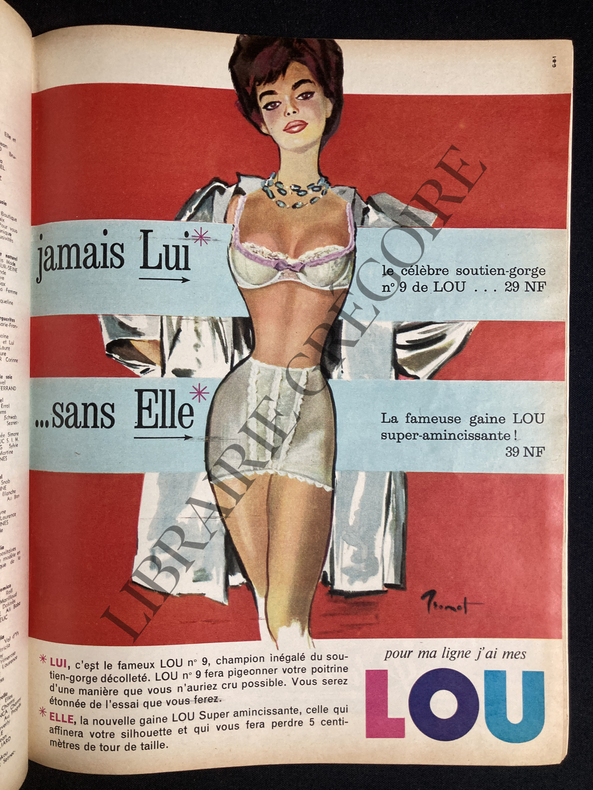 jamais Lui*
le célèbre soutien-gorge
n° 9 de LOU . . . 29 NF
...sans Elle*
La fameuse gaine LOU
super-amincissante !
39 NF
* LUI, c'est le fameux LOU n° 9, champion inégalé du sou-
tien-gorge décolleté. LOU n° 9 fera pigeonner votre poitrine
d'une manière que vous n'auriez cru possible. Vous serez
étonnée de l'essai que vous ferez.
* ELLE, la nouvelle gaine LOU Super amincissante, celle qui
affinera votre silhouette et qui vous fera perdre 5 centi-
mètres de tour de taille.
pour ma ligne j'ai mes
LOU
LIBRAIRIE GREGOIRE